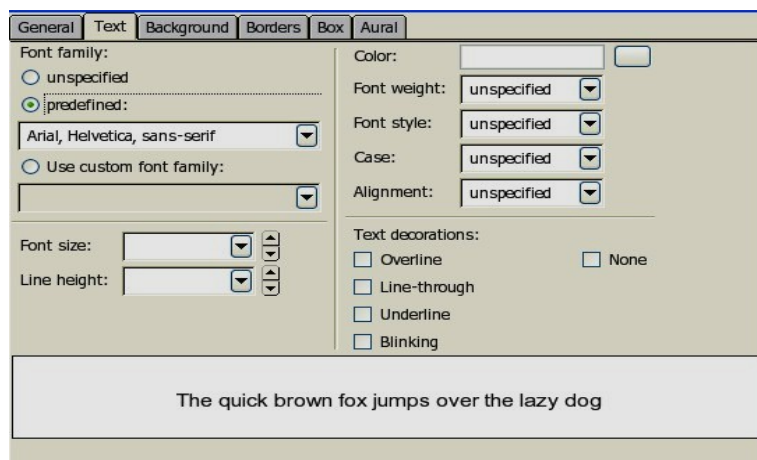 General Text Background Borders Box Aural
Font family:
unspecified
predefined:
Arial, Helvetica, sans-serif
Use custom font family:
Font size:
Line height:
Color:
Font weight: unspecified
Font style: unspecified
Case: unspecified
Alignment: unspecified
Text decorations:
Overline None
Line-through
Underline
Blinking
The quick brown fox jumps over the lazy dog